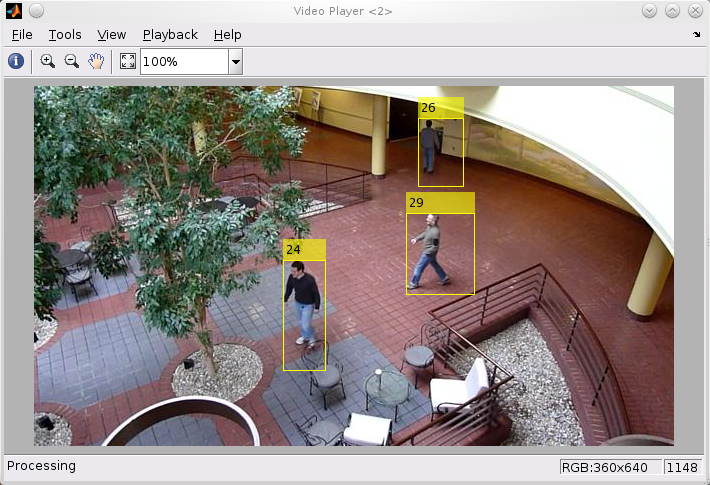 Video Player <2>
File Tools View Playback Help
100%
26
29
24
Processing
RGB:360x640 1148